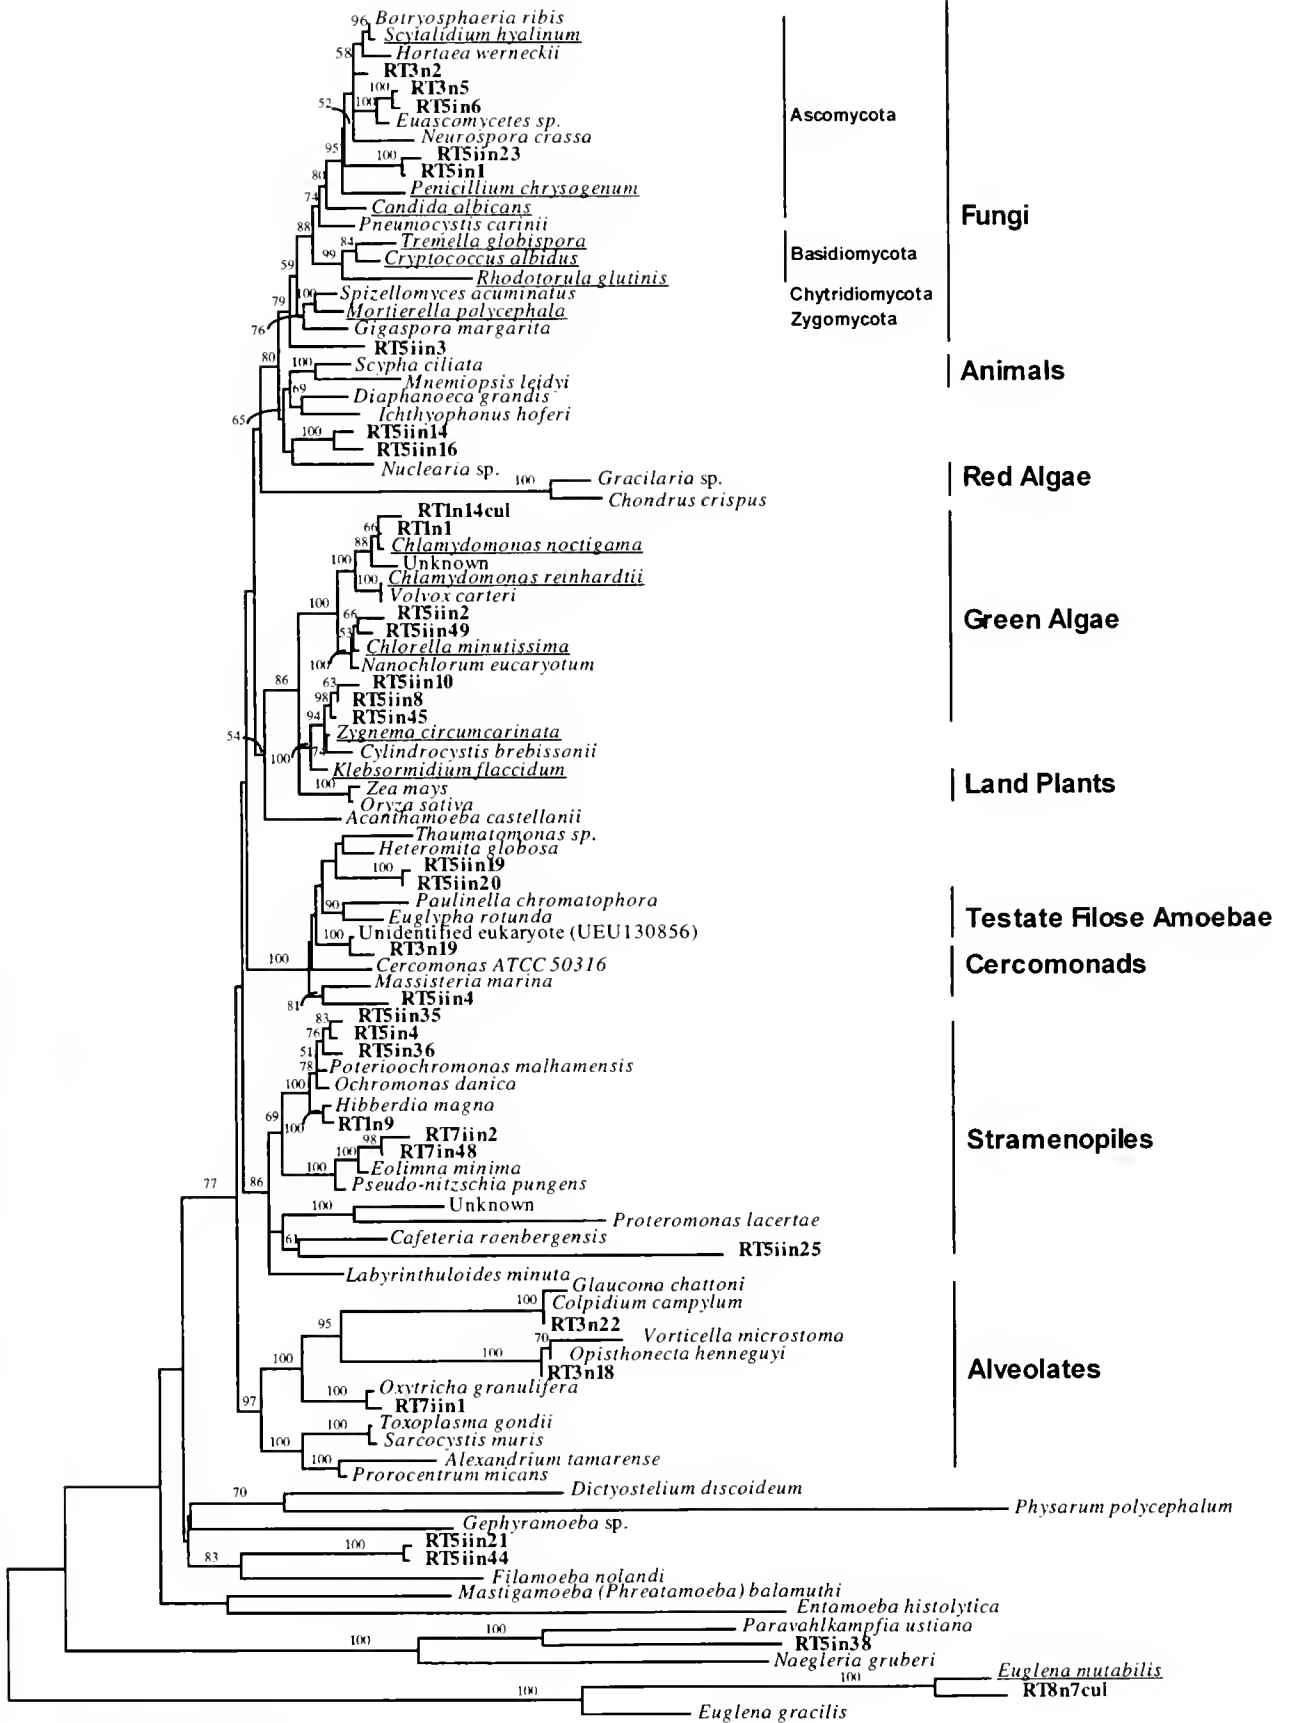 96 Botryosphaeria ribis
Scytalidium hyalinum
58 Hortaea werneckii
RT3n2
100 RT3n5
100 RT5in6
52 Euascomycetes sp.
Ascomycota
Neurospora crassa
95 100 RT5iin23
RT5in1
80 Penicillium chrysogenum
74 Candida albicans
Fungi
88 Pneumocystis carinii
84 Tremella globispora
99 Cryptococcus albidus
Basidiomycota
59 Rhodotorula glutinis
100 Spizellomyces acuminatus
Chytridiomycota
79 Mortierella polycephala
Zygomycota
76 Gigaspora margarita
RT5iin3
80 100 Scypha ciliata
Animals
Mnemiopsis leidyi
69 Diaphanoeca grandis
65 Ichthyophonus hoferi
100 RT5iin14
RT5iin16
Nuclearia sp.
100 Gracilaria sp.
Red Algae
Chondrus crispus
RT1n14cul
66 RT1n1
88 Chlamydomonas noctigama
100 Unknown
100 Chlamydomonas reinhardtii
Volvox carteri
100 66 RT5iin2
Green Algae
53 RT5iin49
Chlorella minutissima
100 Nanochlorum eucaryotum
86 63 RT5iin10
98 RT5iin8
94 RT5in45
54 Zygnema circumcarinata
100 74 Cylindrocystis brebissonii
Klebsormidium flaccidum
100 Zea mays
Land Plants
Oryza sativa
Acanthamoeba castellanii
Thaumatomonas sp.
Heteromita globosa
100 RT5iin19
RT5iin20
90 Paulinella chromatophora
Testate Filose Amoebae
Euglypha rotunda
100 Unidentified eukaryote (UEU130856)
RT3n19
100 Cercomonas ATCC 50316
Cercomonads
Massisteria marina
81 RT5iin4
83 RT5iin35
76 RT5in4
51 RT5in36
78 Poterioochromonas malhamensis
100 Ochromonas danica
69 Hibberdia magna
100 RT1n9
98 RT7iin2
Stramenopiles
100 RT7in48
100 Eolimna minima
77 86 Pseudo-nitzschia pungens
100 Unknown
Proteromonas lacertae
61 Cafeteria roenbergensis
RT5iin25
Labyrinthuloides minuta
Glaucoma chattoni
100 Colpidium campylum
95 RT3n22
70 Vorticella microstoma
100 Opisthonecta henneguyi
100 RT3n18
Alveolates
100 Oxytricha granulifera
97 RT7iin1
100 Toxoplasma gondii
100 Sarcocystis muris
100 Alexandrium tamarense
Prorocentrum micans
70 Dictyostelium discoideum
Physarum polycephalum
Gephyramoeba sp.
100 RT5iin21
83 RT5iin44
Filamoeba nolandi
Mastigamoeba (Phreatamoeba) balamuthi
Entamoeba histolytica
100 100 Paravahlkampfia ustiana
RT5in38
Naegleria gruberi
100 Euglena mutabilis
100 RT8n7cul
Euglena gracilis